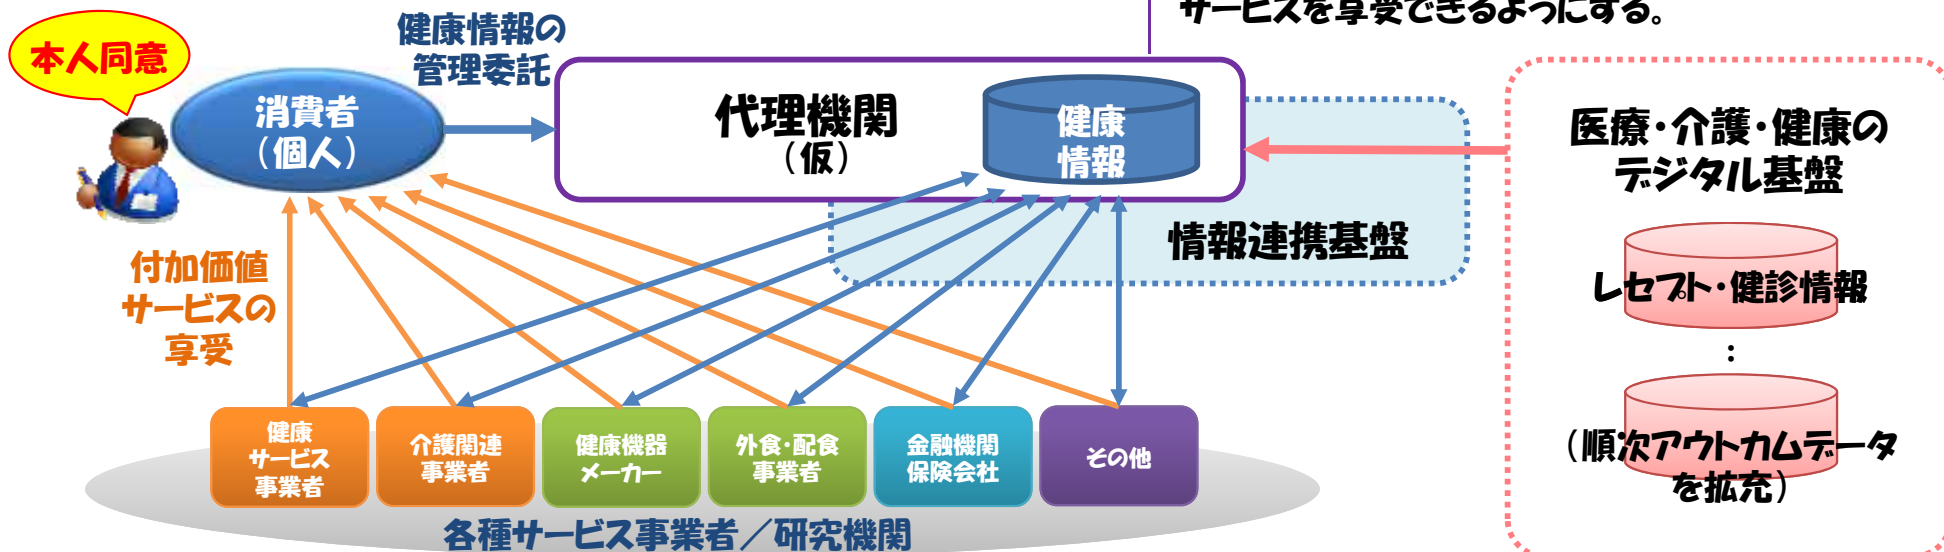 サービスを享受できるようにする。
本人同意
健康情報の
管理委託
消費者
（個人）
代理機関
（仮）
健康
情報
医療・介護・健康の
デジタル基盤
情報連携基盤
レセプト・健診情報
：
（順次アウトカムデータ
を拡充）
付加価値
サービスの
享受
健康
サービス
事業者
介護関連
事業者
健康機器
メーカー
外食・配食
事業者
金融機関
保険会社
その他
各種サービス事業者／研究機関